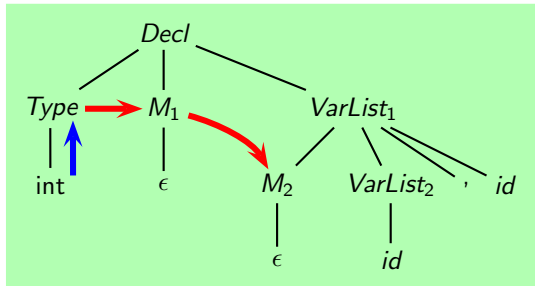 Decl
Type M₁ VarList₁
int ϵ M₂ VarList₂ , id
ϵ id